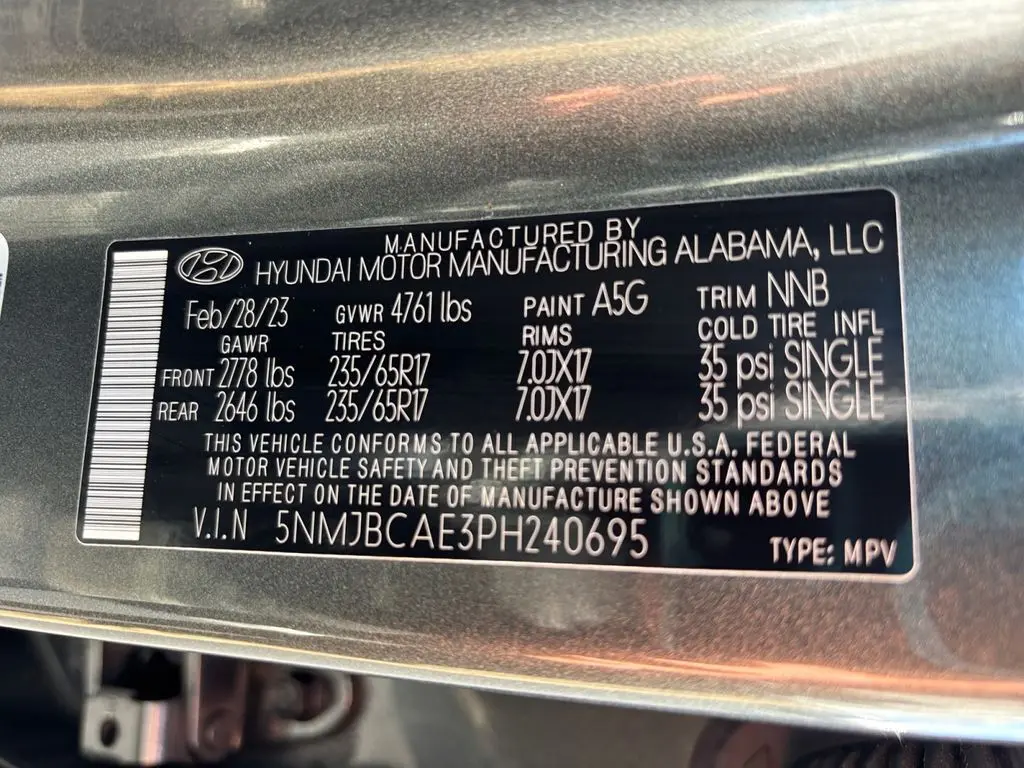 MANUFACTURED BY
HYUNDAI MOTOR MANUFACTURING ALABAMA, LLC
Feb/28/23 GVWR 4761 lbs PAINT A5G TRIM NNB
GAWR TIRES RIMS COLD TIRE INFL
FRONT 2778 lbs 235/65R17 7.0JX17 35 psi SINGLE
REAR 2646 lbs 235/65R17 7.0JX17 35 psi SINGLE
THIS VEHICLE CONFORMS TO ALL APPLICABLE U.S.A. FEDERAL
MOTOR VEHICLE SAFETY AND THEFT PREVENTION STANDARDS
IN EFFECT ON THE DATE OF MANUFACTURE SHOWN ABOVE
V.I.N 5NMJBCAE3PH240695
TYPE: MPV